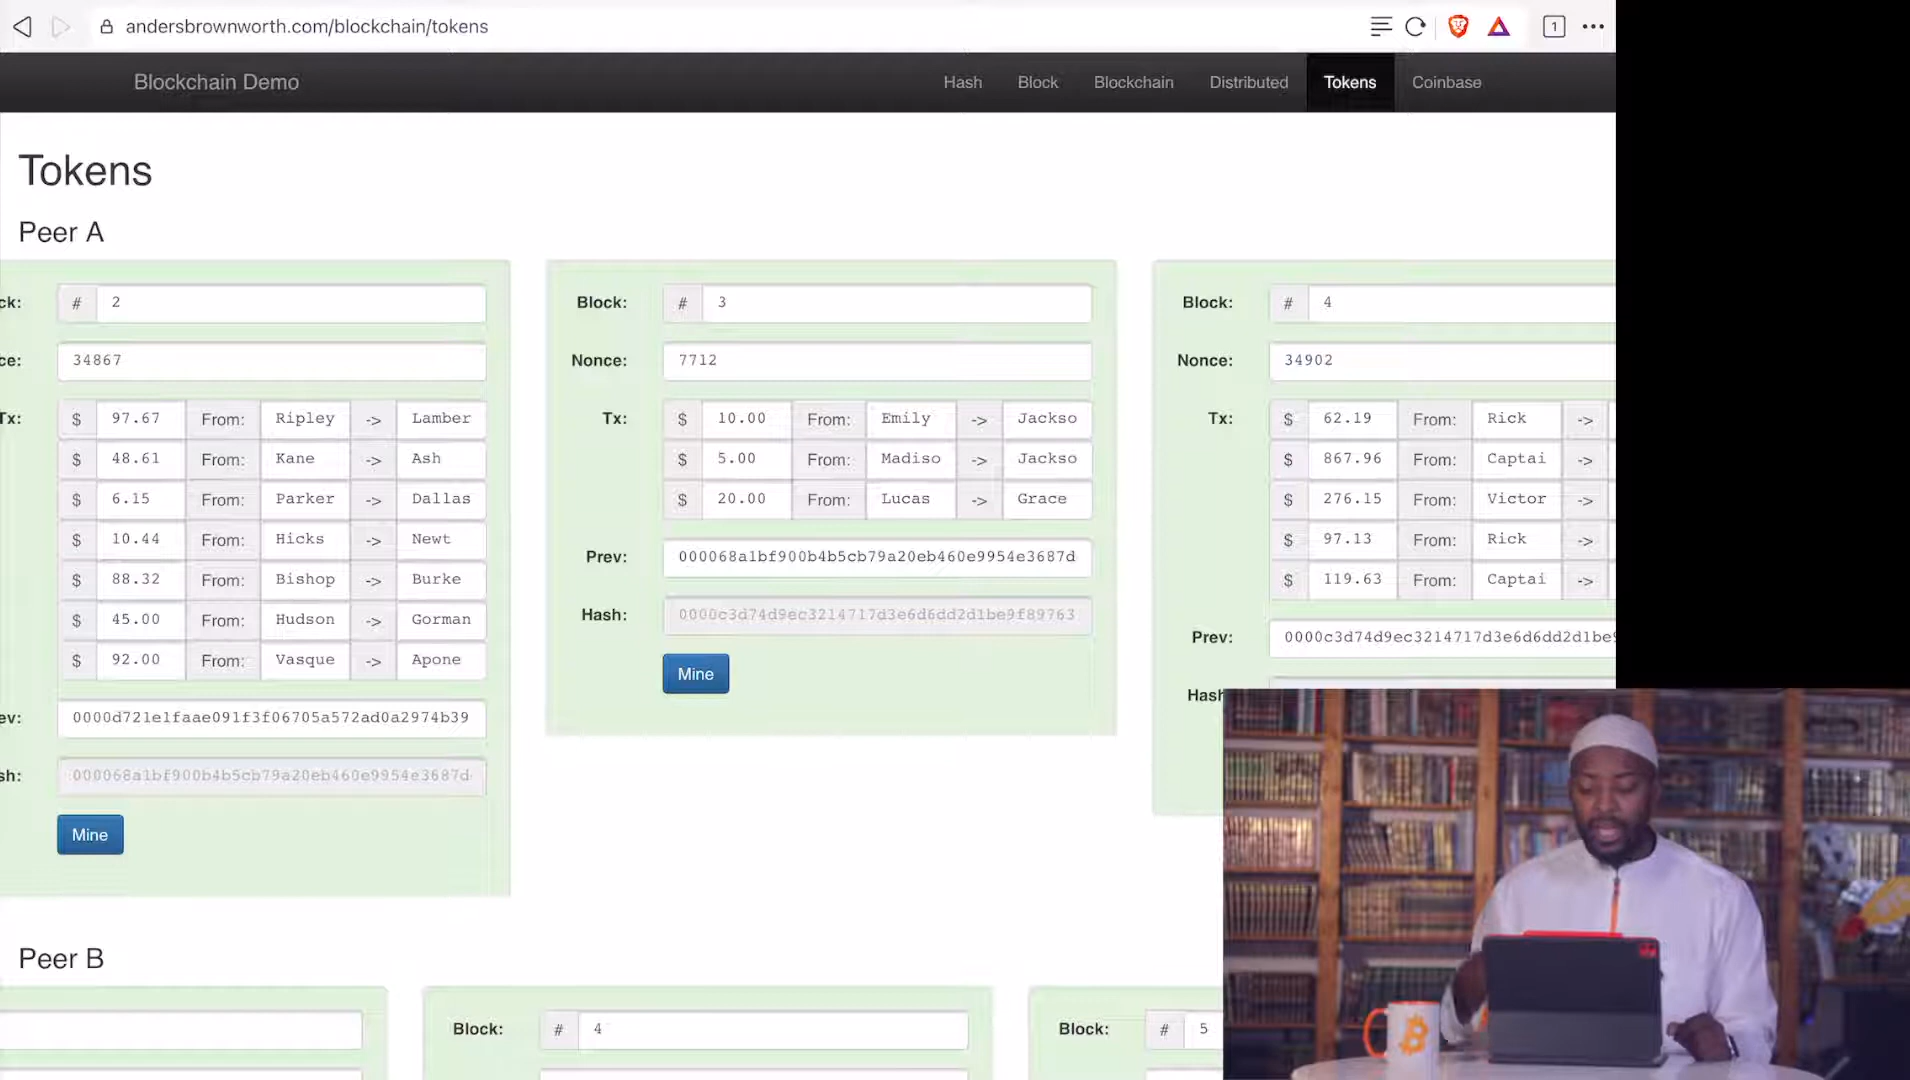 andersbrownworth.com/blockchain/tokens
1
Blockchain Demo
Hash Block Blockchain Distributed Tokens Coinbase
Tokens
Peer A
ck: # 2
ce: 34867
Tx: $ 97.67 From: Ripley -> Lamber
$ 48.61 From: Kane -> Ash
$ 6.15 From: Parker -> Dallas
$ 10.44 From: Hicks -> Newt
$ 88.32 From: Bishop -> Burke
$ 45.00 From: Hudson -> Gorman
$ 92.00 From: Vasque -> Apone
ev: 0000d721e1faae091f3f06705a572ad0a2974b39
sh: 000068a1bf900b4b5cb79a20eb460e9954e3687d
Mine
Block: # 3
Nonce: 7712
Tx: $ 10.00 From: Emily -> Jackso
$ 5.00 From: Madiso -> Jackso
$ 20.00 From: Lucas -> Grace
Prev: 000068a1bf900b4b5cb79a20eb460e9954e3687d
Hash: 0000c3d74d9ec3214717d3e6d6dd2d1be9f89763
Mine
Block: # 4
Nonce: 34902
Tx: $ 62.19 From: Rick ->
$ 867.96 From: Captai ->
$ 276.15 From: Victor ->
$ 97.13 From: Rick ->
$ 119.63 From: Captai ->
Prev: 0000c3d74d9ec3214717d3e6d6dd2d1be9
Hash
Peer B
Block: # 4
Block: # 5